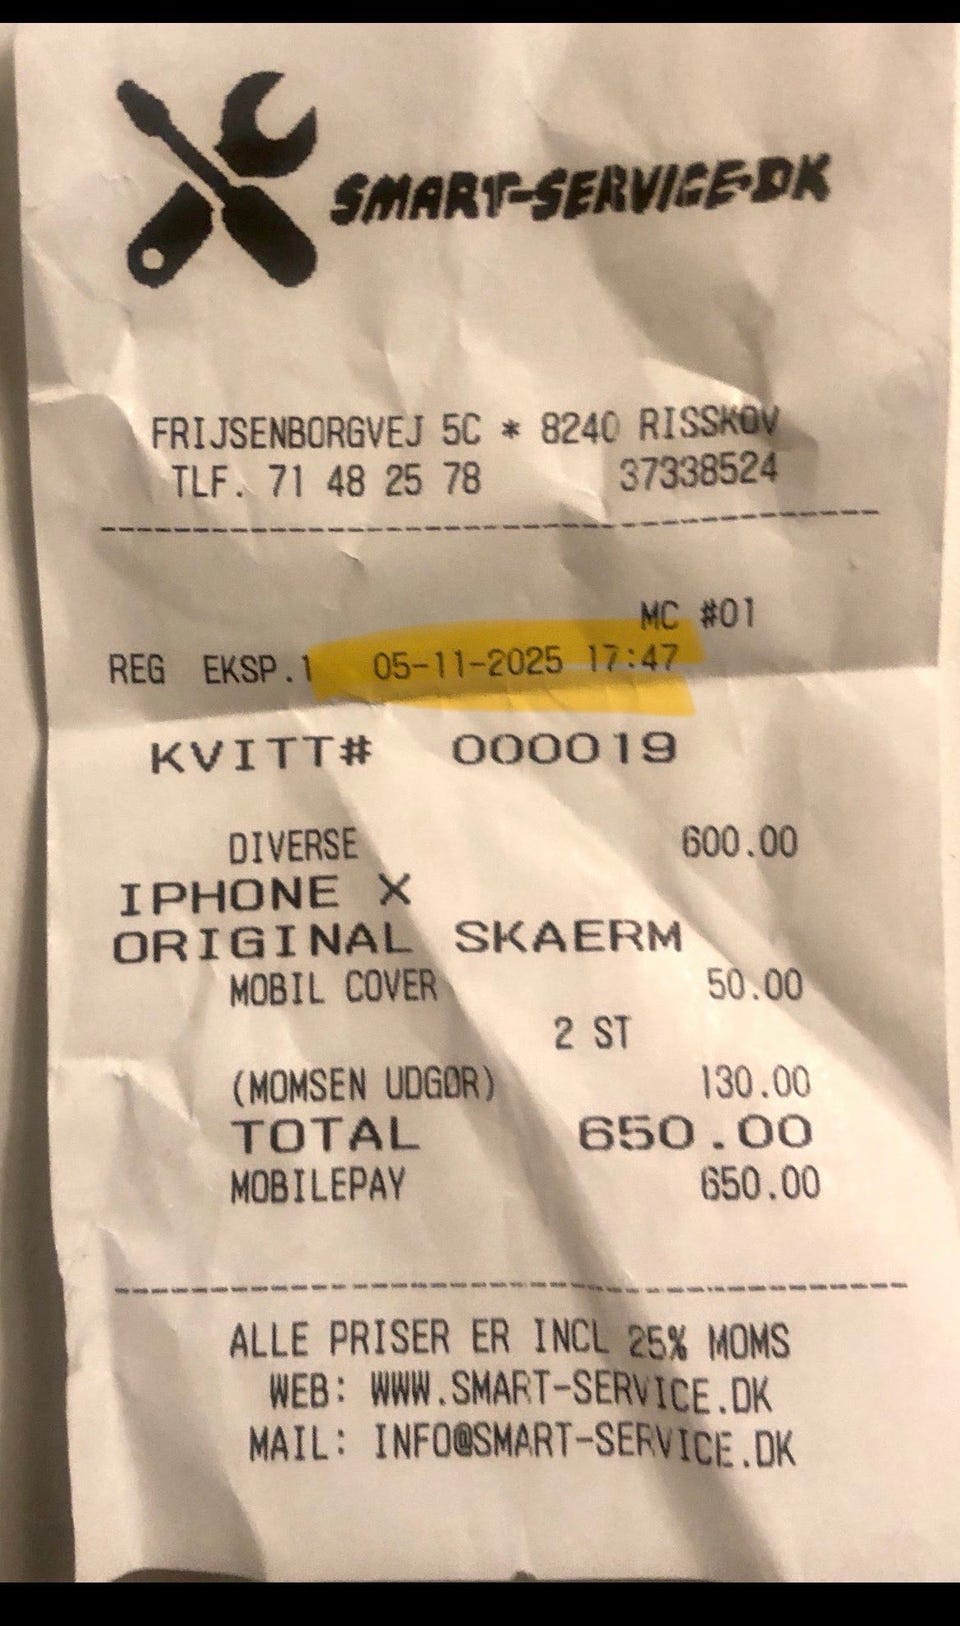 SMART-SERVICE.DK
FRIJSENBORGVEJ 5C * 8240 RISSKOV
TLF. 71 48 25 78 37338524
MC #01
REG EKSP.1 05-11-2025 17:47
KVITT# 000019
DIVERSE 600.00
IPHONE X
ORIGINAL SKAERM
MOBIL COVER 50.00
2 ST
(MOMSEN UDGØR) 130.00
TOTAL 650.00
MOBILEPAY 650.00
ALLE PRISER ER INCL 25% MOMS
WEB: WWW.SMART-SERVICE.DK
MAIL: INFO@SMART-SERVICE.DK